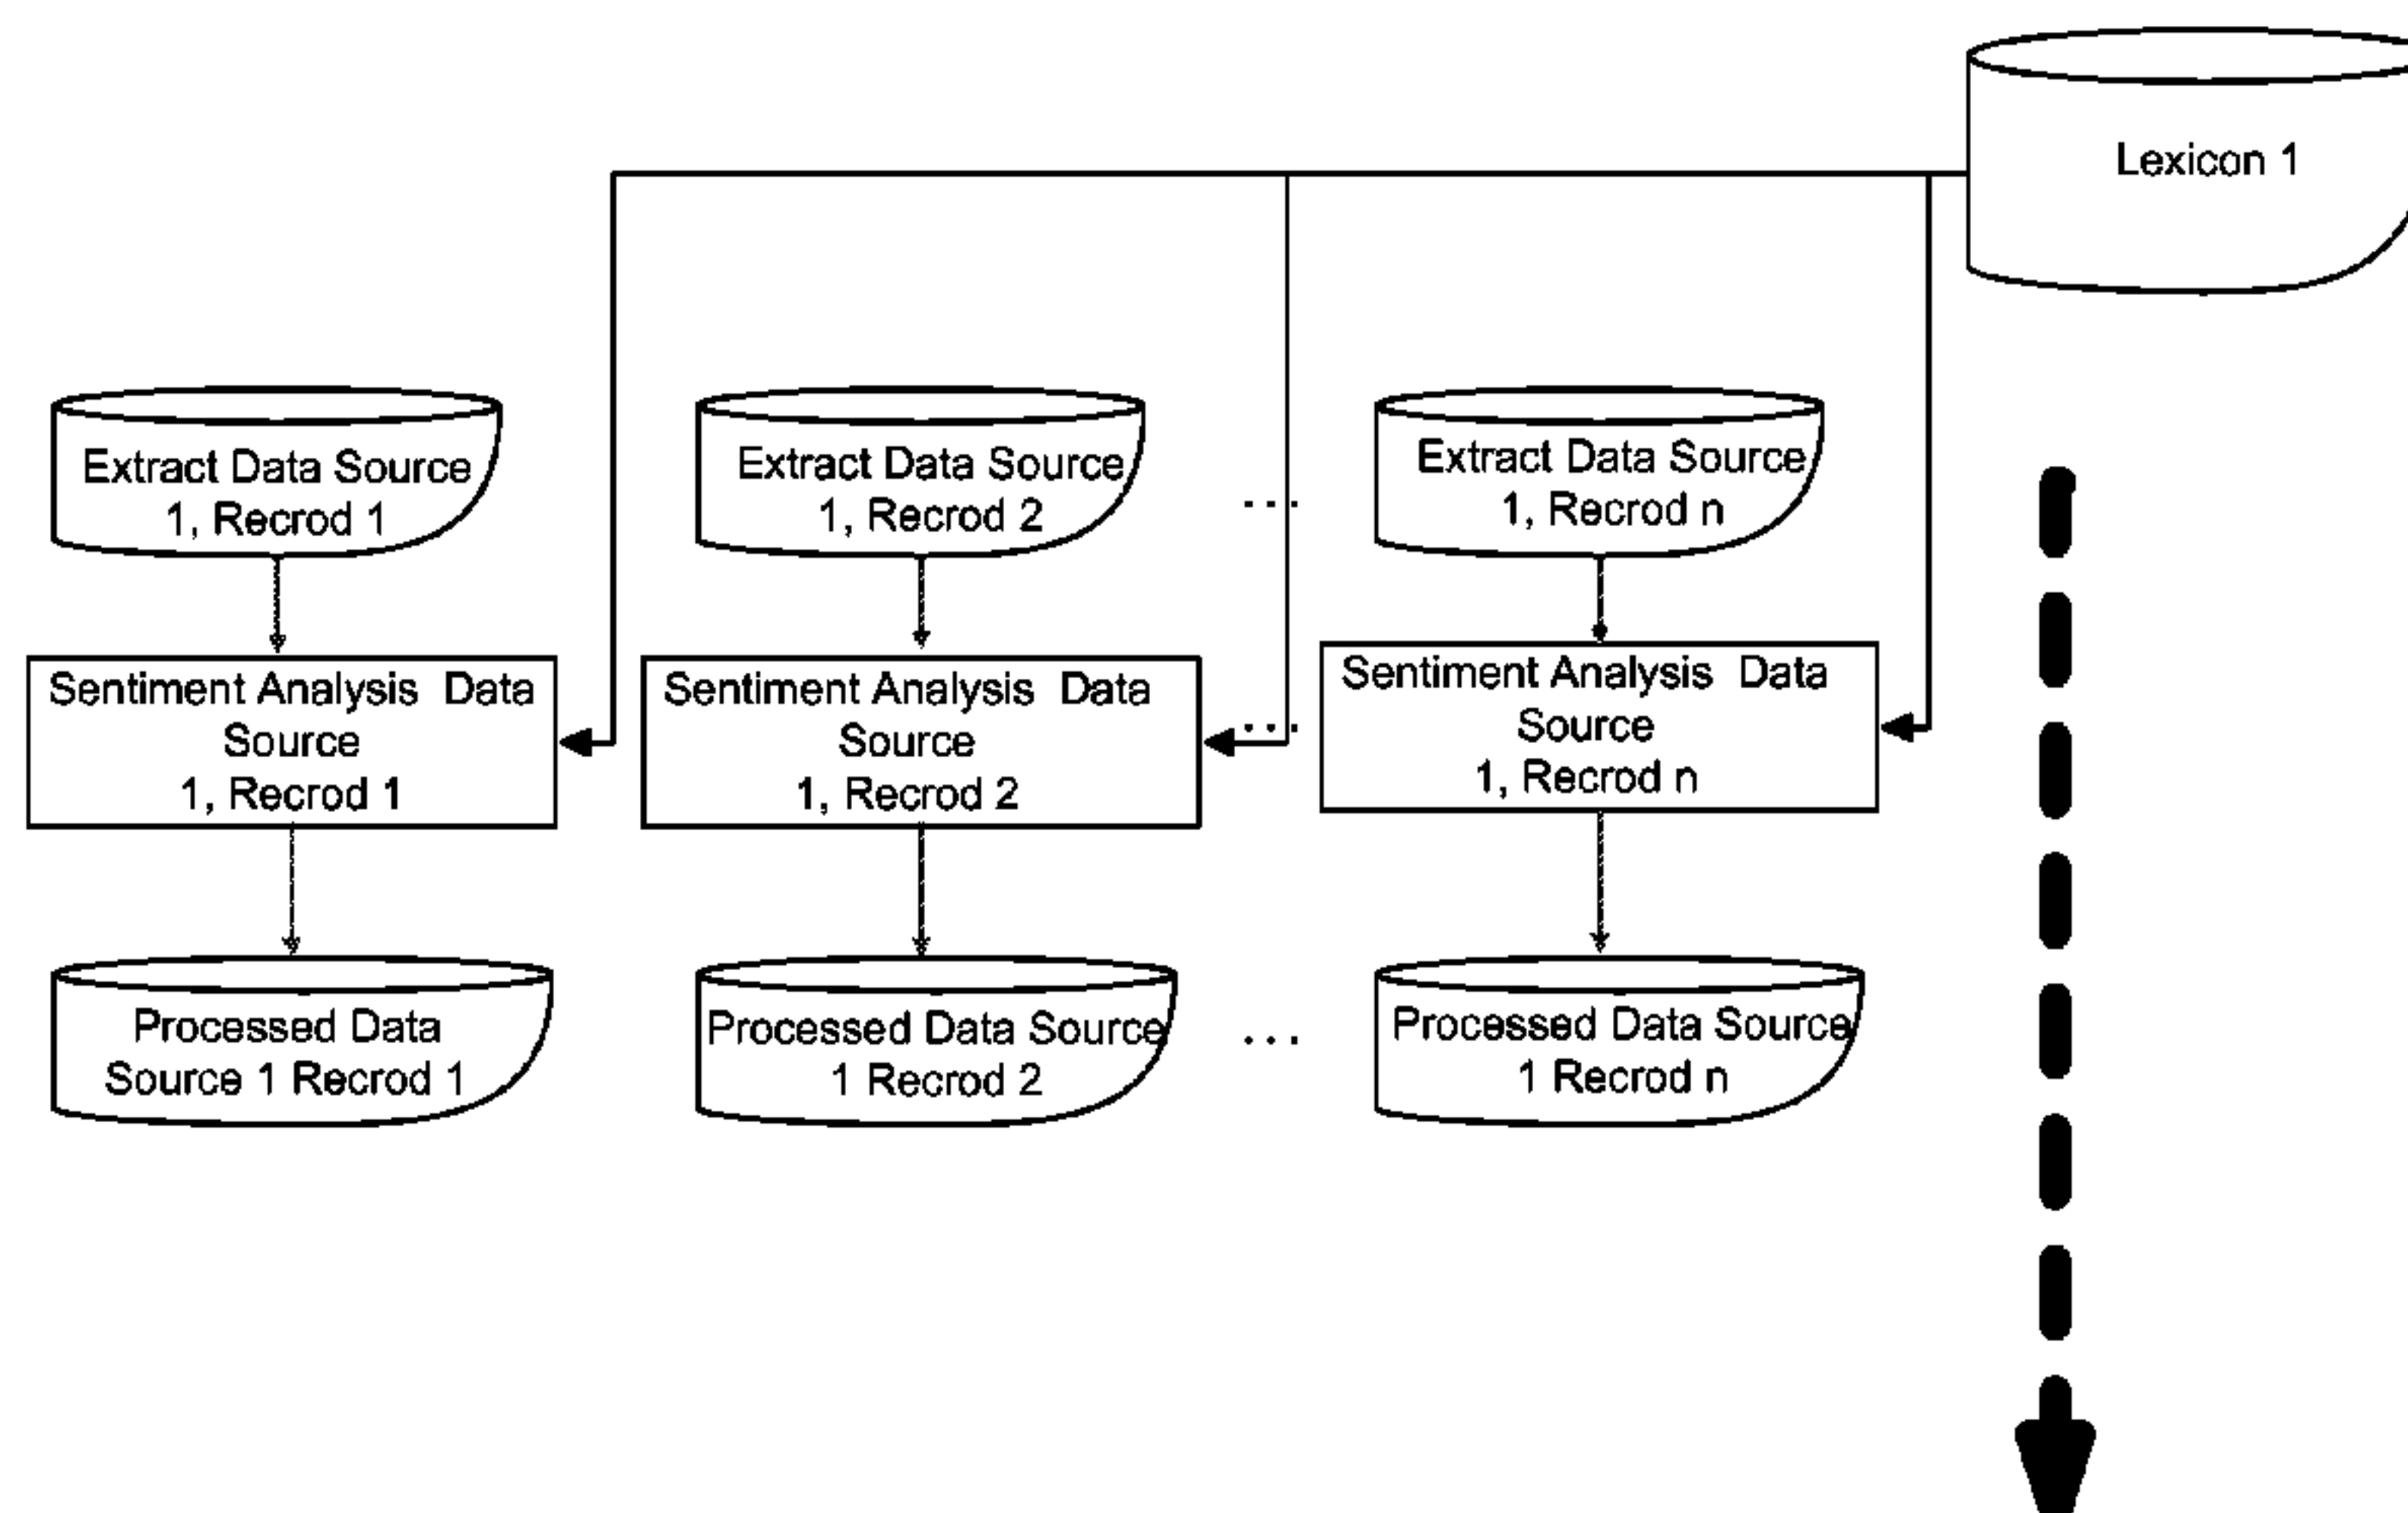 Lexicon 1
Extract Data Source
1, Recrod 1
Extract Data Source
1, Recrod 2
...
Extract Data Source
1, Recrod n
Sentiment Analysis  Data
Source
1, Recrod 1
Sentiment Analysis  Data
Source
1, Recrod 2
...
Sentiment Analysis  Data
Source
1, Recrod n
Processed Data
Source 1 Recrod 1
Processed Data Source
1 Recrod 2
...
Processed Data Source
1 Recrod n